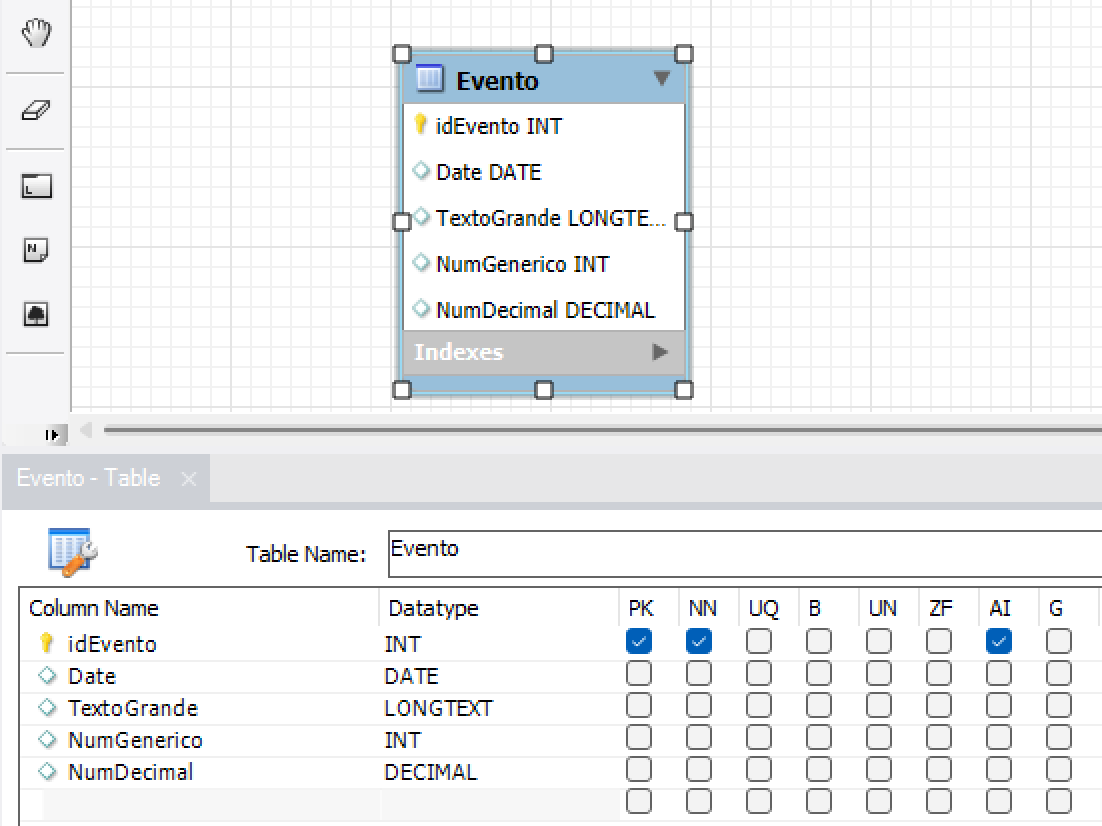 Evento
idEvento INT
Date DATE
TextoGrande LONGTE...
NumGenerico INT
NumDecimal DECIMAL
Indexes
L
N
Evento - Table
Table Name: Evento
Column Name Datatype PK NN UQ B UN ZF AI G
idEvento INT
Date DATE
TextoGrande LONGTEXT
NumGenerico INT
NumDecimal DECIMAL